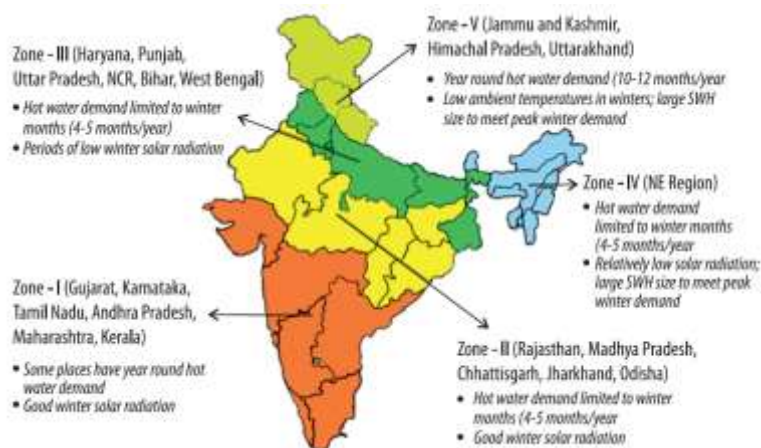 Zone - III (Haryana, Punjab,
Uttar Pradesh, NCR, Bihar, West Bengal)
• Hot water demand limited to winter
months (4-5 months/year)
• Periods of low winter solar radiation
Zone - V (Jammu and Kashmir,
Himachal Pradesh, Uttarakhand)
• Year round hot water demand (10-12 months/year
• Low ambient temperatures in winters; large SWH
size to meet peak winter demand
Zone - IV (NE Region)
• Hot water demand
limited to winter months
(4-5 months/year
• Relatively low solar radiation;
large SWH size to meet peak
winter demand
Zone - I (Gujarat, Karnataka,
Tamil Nadu, Andhra Pradesh,
Maharashtra, Kerala)
• Some places have year round hot
water demand
• Good winter solar radiation
Zone - II (Rajasthan, Madhya Pradesh,
Chhattisgarh, Jharkhand, Odisha)
• Hot water demand limited to winter
months (4-5 months/year
• Good winter solar radiation